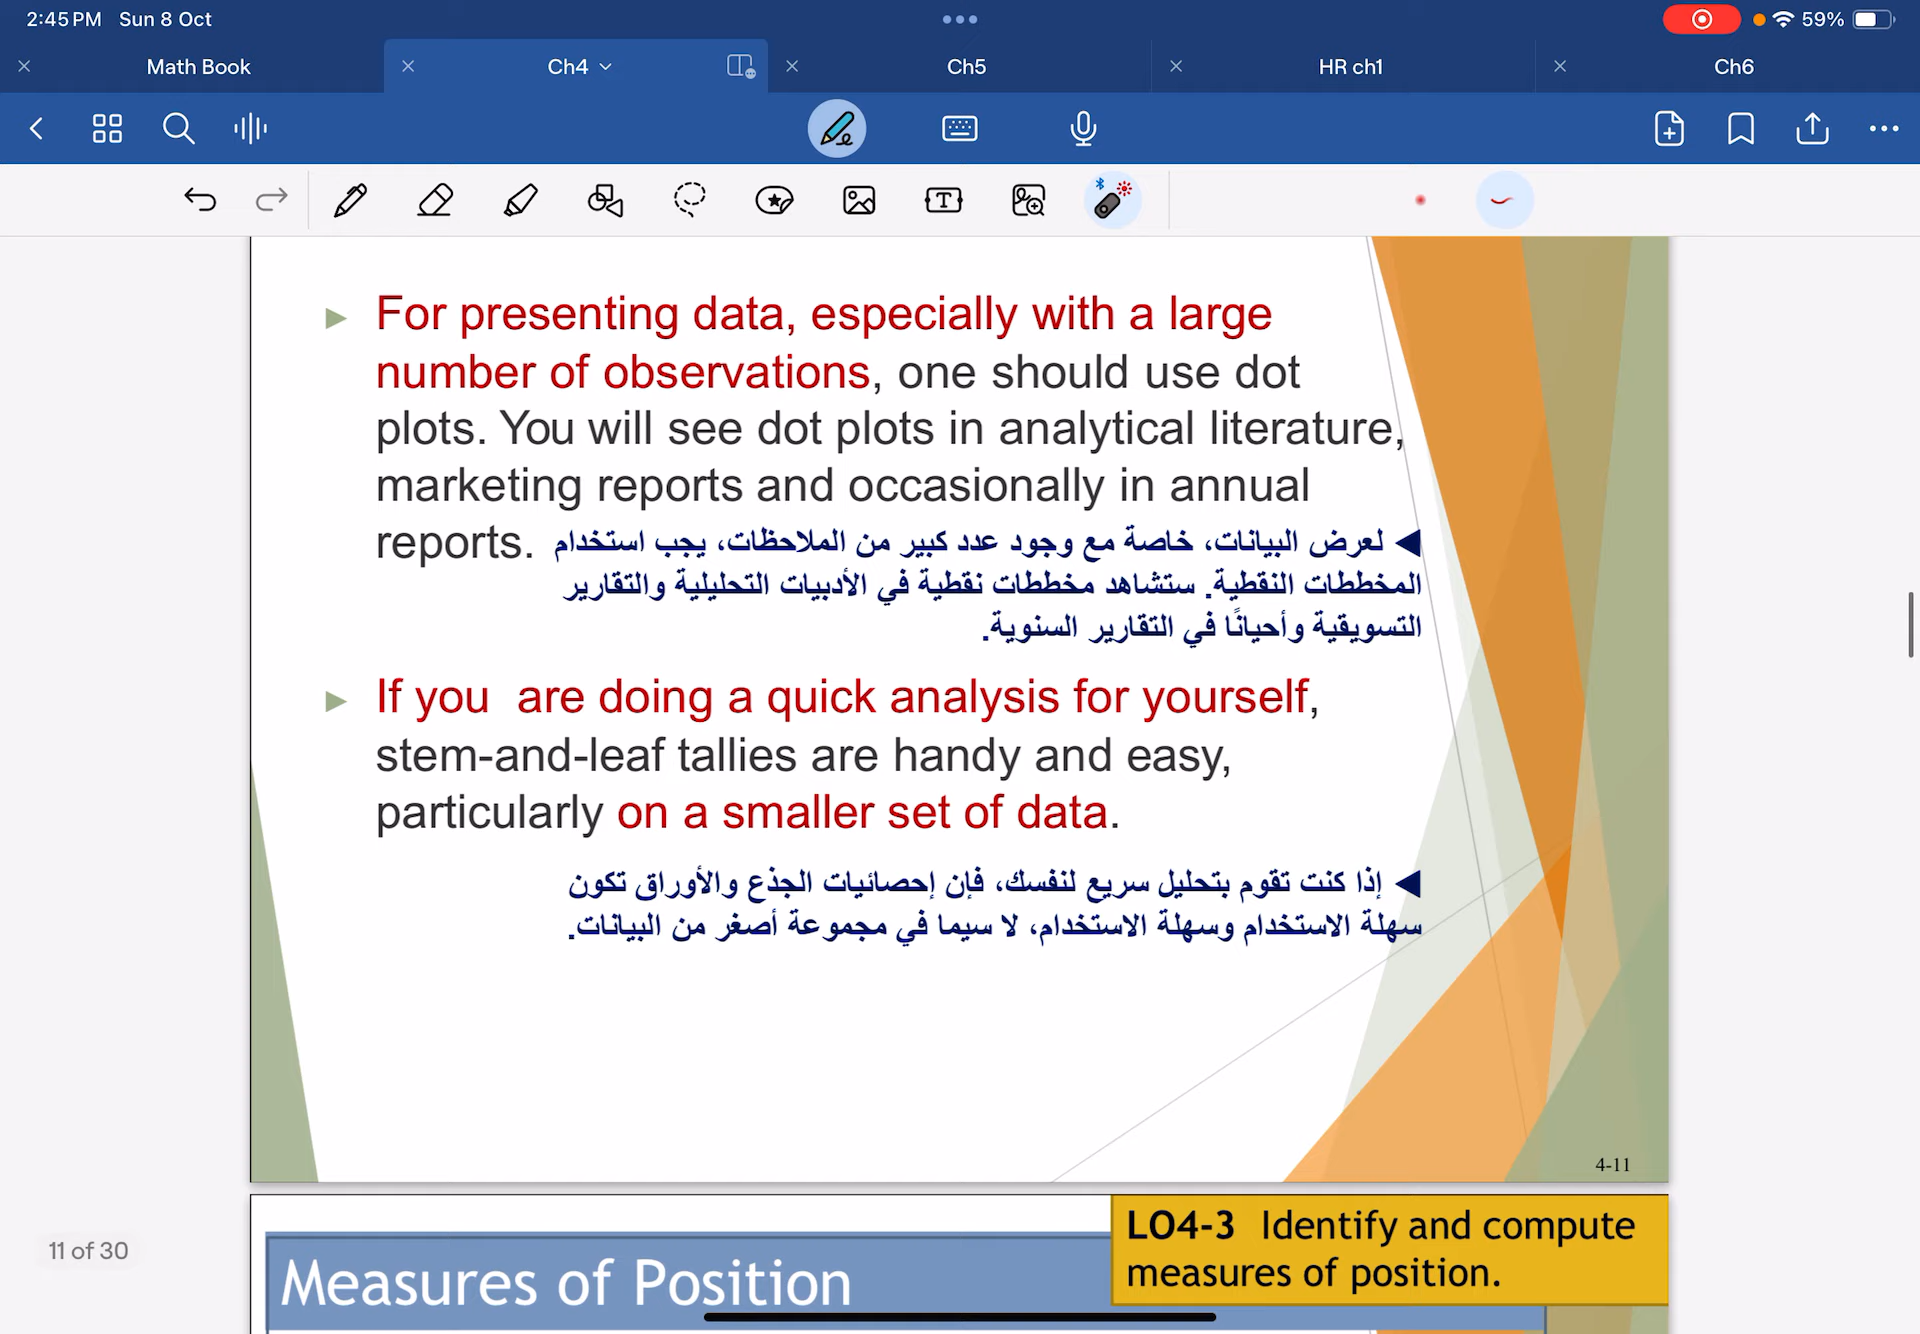 2:45 PM Sun 8 Oct
59%
Math Book
Ch4
Ch5
HR ch1
Ch6
For presenting data, especially with a large
number of observations, one should use dot
plots. You will see dot plots in analytical literature,
marketing reports and occasionally in annual
reports.
لعرض البيانات، خاصة مع وجود عدد كبير من الملاحظات، يجب استخدام
المخططات النقطية. ستشاهد مخططات نقطية في الأدبيات التحليلية والتقارير
التسويقية وأحيانًا في التقارير السنوية.
If you are doing a quick analysis for yourself,
stem-and-leaf tallies are handy and easy,
particularly on a smaller set of data.
إذا كنت تقوم بتحليل سريع لنفسك، فإن إحصائيات الجذع والأوراق تكون
سهلة الاستخدام وسهلة الاستخدام، لا سيما في مجموعة أصغر من البيانات.
4-11
11 of 30
LO4-3 Identify and compute
measures of position.
Measures of Position